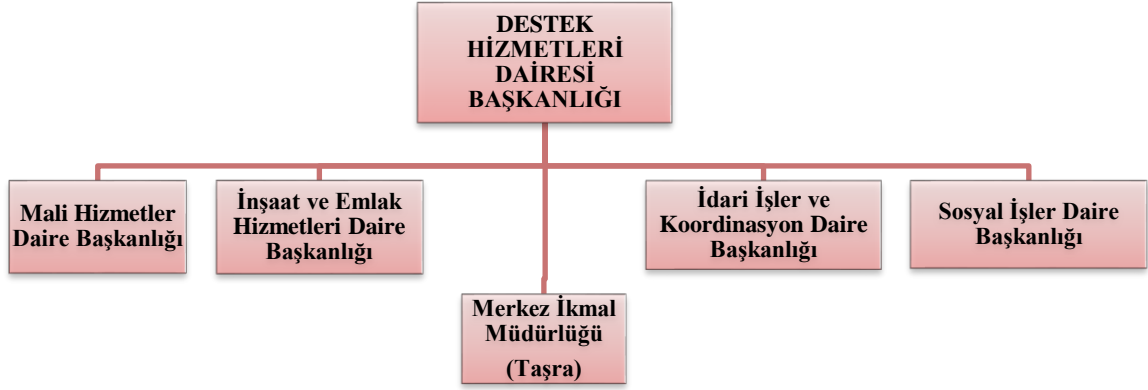 DESTEK
HİZMETLERİ
DAİRESİ
BAŞKANLIĞI
Mali Hizmetler
Daire Başkanlığı
İnşaat ve Emlak
Hizmetleri Daire
Başkanlığı
İdari İşler ve
Koordinasyon Daire
Başkanlığı
Sosyal İşler Daire
Başkanlığı
Merkez İkmal
Müdürlüğü
(Taşra)